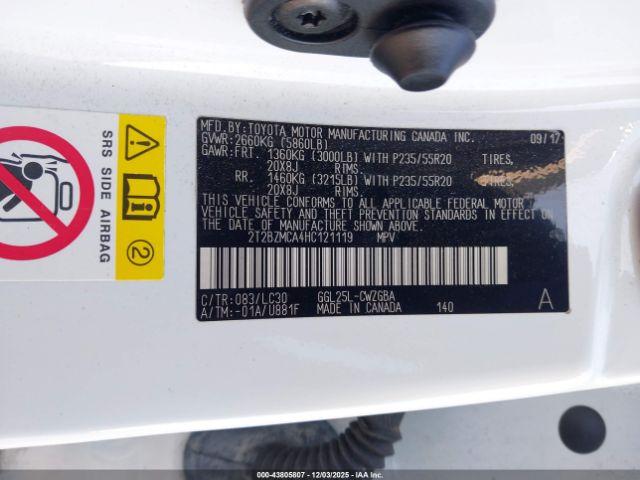 MFD.BY:TOYOTA MOTOR MANUFACTURING CANADA INC. 09/17
GVWR:2660KG (5860LB)
GAWR:FRT. 1360KG (3000LB) WITH P235/55R20 TIRES,
20X8J RIMS.
RR. 1460KG (3215LB) WITH P235/55R20 TIRES,
20X8J RIMS.
THIS VEHICLE CONFORMS TO ALL APPLICABLE FEDERAL MOTOR
VEHICLE SAFETY AND THEFT PREVENTION STANDARDS IN EFFECT ON
THE DATE OF MANUFACTURE SHOWN ABOVE.
2T2BZMCA4HC121119 MPV
C/TR:083/LC30 GGL25L-CWZGBA A
A/TM:-01A/U881F MADE IN CANADA 140
SRS SIDE AIRBAG
2
#000-43805807 - 12/03/2025 - IAAI.COM